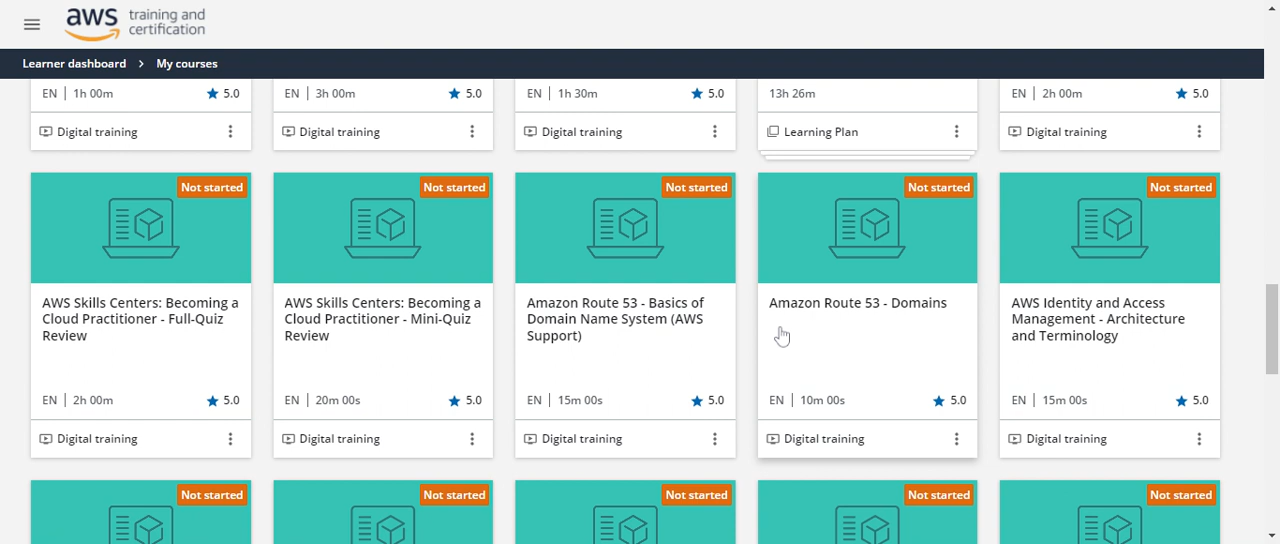 aws training and
certification
Learner dashboard > My courses
EN | 1h 00m ★ 5.0
EN | 3h 00m ★ 5.0
EN | 1h 30m ★ 5.0
13h 26m
EN | 2h 00m ★ 5.0
Digital training
Digital training
Digital training
Learning Plan
Digital training
Not started
Not started
Not started
Not started
Not started
AWS Skills Centers: Becoming a
Cloud Practitioner - Full-Quiz
Review
AWS Skills Centers: Becoming a
Cloud Practitioner - Mini-Quiz
Review
Amazon Route 53 - Basics of
Domain Name System (AWS
Support)
Amazon Route 53 - Domains
AWS Identity and Access
Management - Architecture
and Terminology
EN | 2h 00m ★ 5.0
EN | 20m 00s ★ 5.0
EN | 15m 00s ★ 5.0
EN | 10m 00s ★ 5.0
EN | 15m 00s ★ 5.0
Digital training
Digital training
Digital training
Digital training
Digital training
Not started
Not started
Not started
Not started
Not started